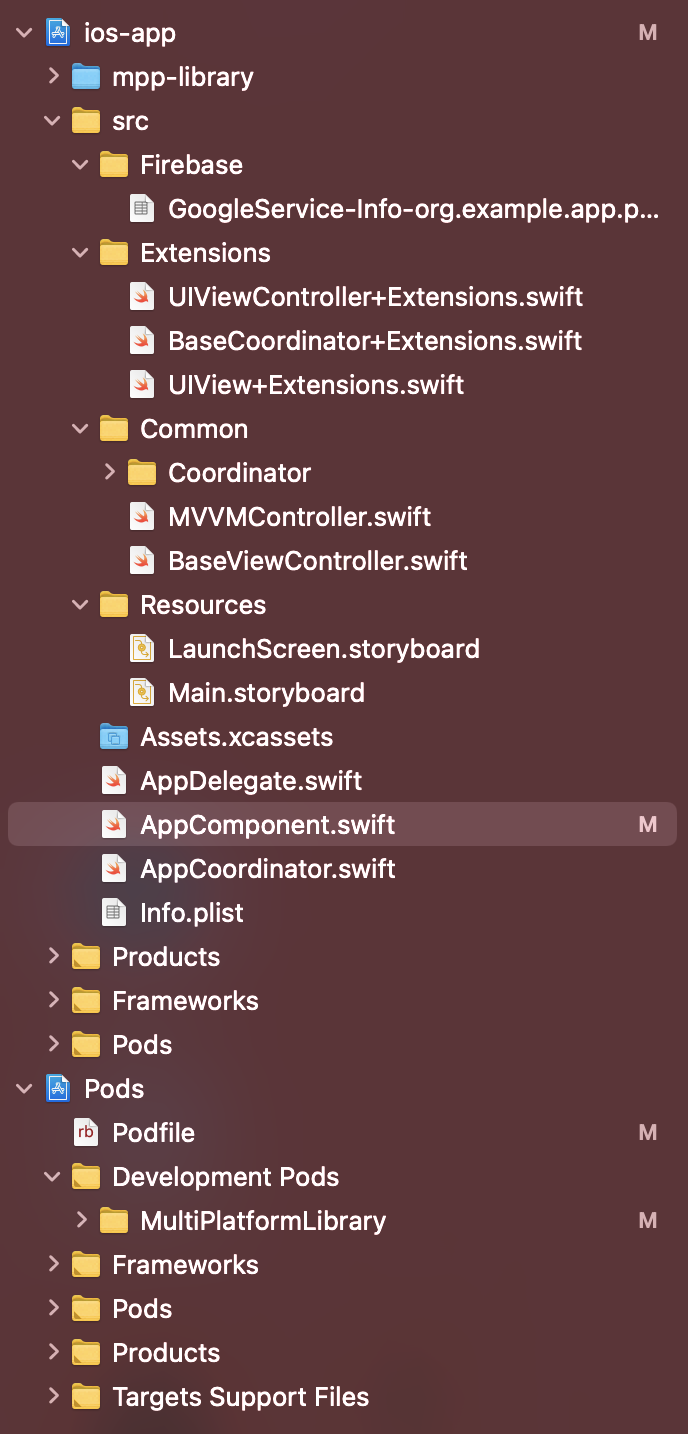 ios-app M
mpp-library
src
Firebase
GoogleService-Info-org.example.app.p...
Extensions
UIViewController+Extensions.swift
BaseCoordinator+Extensions.swift
UIView+Extensions.swift
Common
Coordinator
MVVMController.swift
BaseViewController.swift
Resources
LaunchScreen.storyboard
Main.storyboard
Assets.xcassets
AppDelegate.swift
AppComponent.swift M
AppCoordinator.swift
Info.plist
Products
Frameworks
Pods
Pods
rb Podfile M
Development Pods
MultiPlatformLibrary M
Frameworks
Pods
Products
Targets Support Files